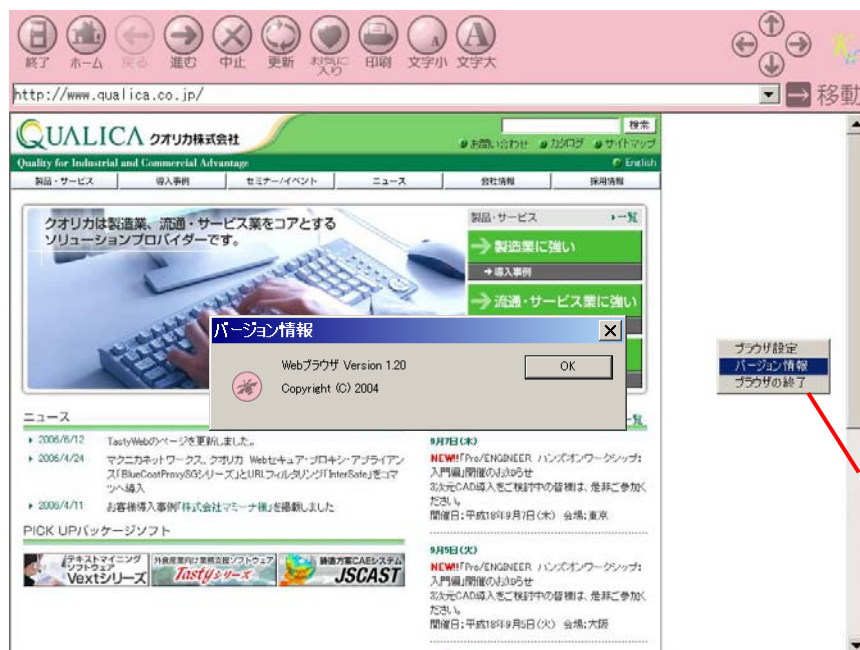 終了 ホーム 戻る 進む 中止 更新 お気に入り 印刷 文字小 文字大
http://www.qualica.co.jp/
移動
QUALICA クオリカ株式会社
検索
お問い合わせ カタログ サイトマップ
Quality for Industrial and Commercial Advantage
English
製品・サービス 導入事例 セミナー/イベント ニュース 会社情報 採用情報
クオリカは製造業、流通・サービス業をコアとする
ソリューションプロバイダーです。
製品・サービス
一覧
製造業に強い
導入事例
流通・サービス業に強い
バージョン情報
Webブラウザ Version 1.20
Copyright (C) 2004
OK
ブラウザ設定
バージョン情報
ブラウザの終了
ニュース
一覧
2006/6/12 TastyWebのページを更新しました。
2006/4/24 マクニカネットワークス、クオリカ Webセキュア・プロキシ・アプライアン
ス「BlueCoatProxySGシリーズ」とURLフィルタリング「InterSafe」をコマ
ツへ導入
2006/4/11 お客様導入事例「株式会社マミーナ様」を掲載しました
PICK UPパッケージソフト
テキストマイニング
ソフトウェア
Vextシリーズ
外食産業向け業務支援ソフトウェア
Tastyシリーズ
鋳造方案CAEシステム
JSCAST
9月7日(木)
NEW!!「Pro/ENGINEER ハンズオンワークショップ:
入門編」開催のお知らせ
3次元CAD導入をご検討中の皆様は、是非ご参加く
ださい。
開催日:平成18年9月7日(木) 会場:東京
9月5日(火)
NEW!!「Pro/ENGINEER ハンズオンワークショップ:
入門編」開催のお知らせ
3次元CAD導入をご検討中の皆様は、是非ご参加く
ださい。
開催日:平成18年9月5日(火) 会場:大阪